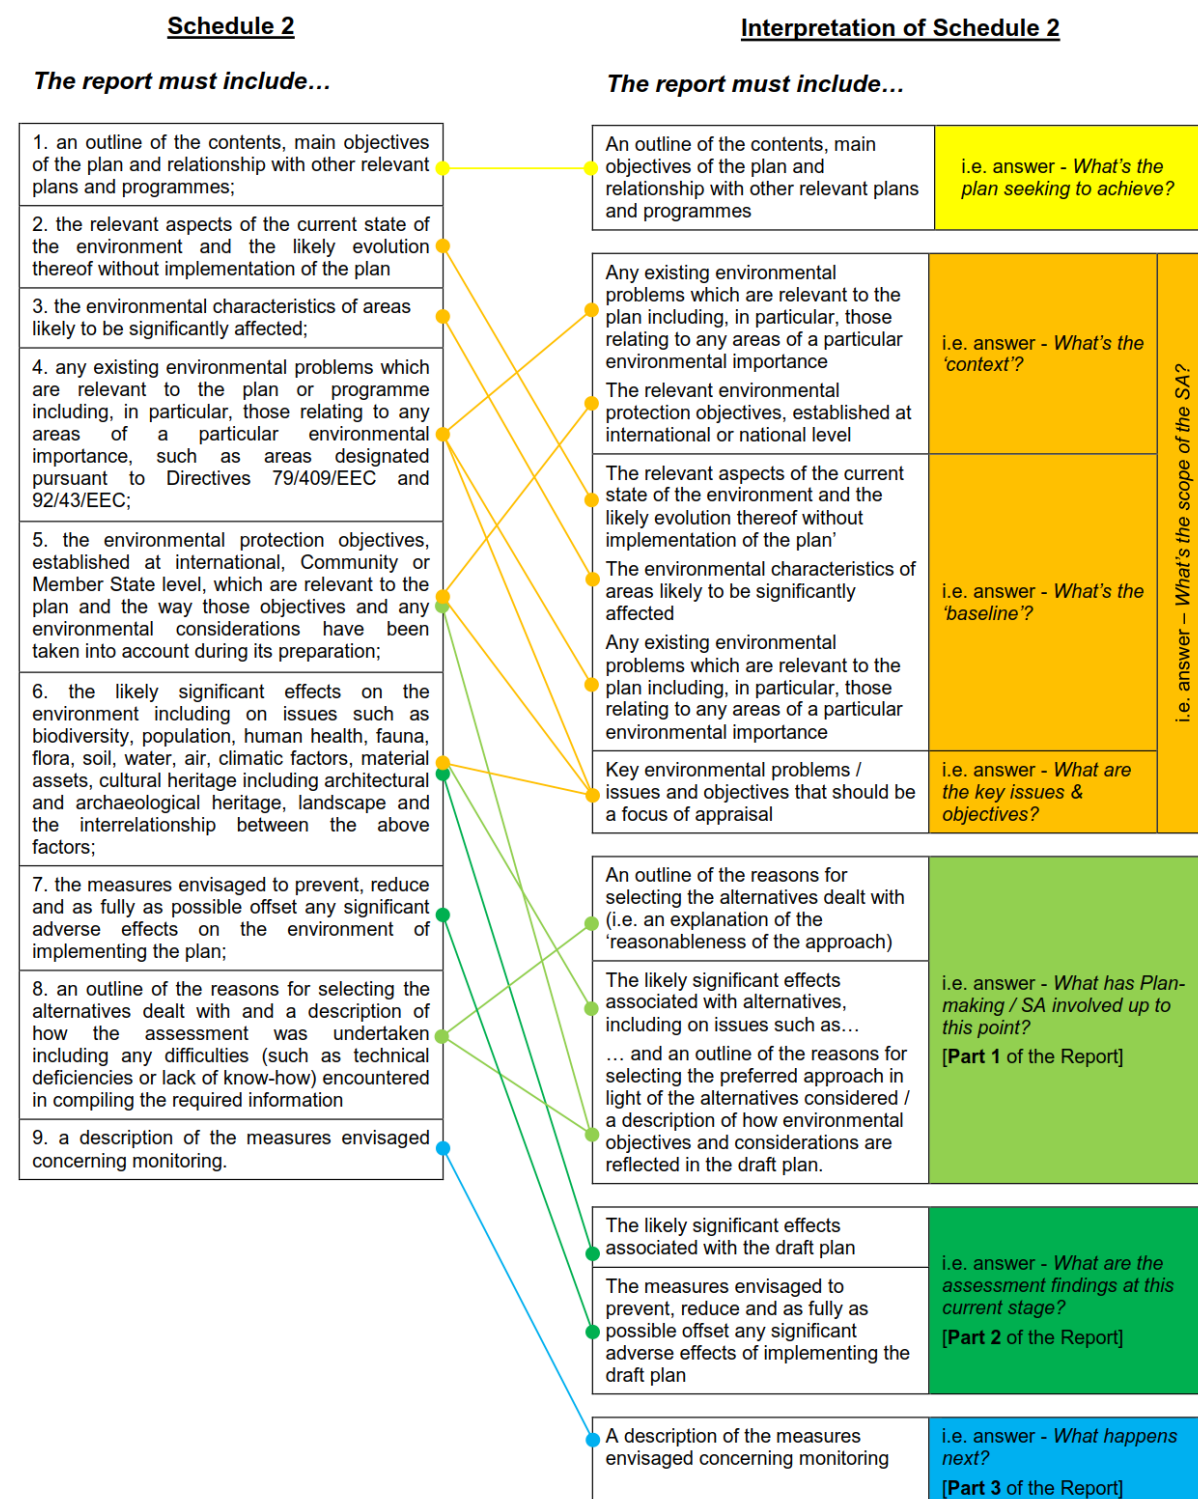 Schedule 2
The report must include…
1. an outline of the contents, main objectives
of the plan and relationship with other relevant
plans and programmes;
2. the relevant aspects of the current state of
the environment and the likely evolution
thereof without implementation of the plan
3. the environmental characteristics of areas
likely to be significantly affected;
4. any existing environmental problems which
are relevant to the plan or programme
including, in particular, those relating to any
areas of a particular environmental
importance, such as areas designated
pursuant to Directives 79/409/EEC and
92/43/EEC;
5. the environmental protection objectives,
established at international, Community or
Member State level, which are relevant to the
plan and the way those objectives and any
environmental considerations have been
taken into account during its preparation;
6. the likely significant effects on the
environment including on issues such as
biodiversity, population, human health, fauna,
flora, soil, water, air, climatic factors, material
assets, cultural heritage including architectural
and archaeological heritage, landscape and
the interrelationship between the above
factors;
7. the measures envisaged to prevent, reduce
and as fully as possible offset any significant
adverse effects on the environment of
implementing the plan;
8. an outline of the reasons for selecting the
alternatives dealt with and a description of
how the assessment was undertaken
including any difficulties (such as technical
deficiencies or lack of know-how) encountered
in compiling the required information
9. a description of the measures envisaged
concerning monitoring.
Interpretation of Schedule 2
The report must include…
An outline of the contents, main
objectives of the plan and
relationship with other relevant plans
and programmes
i.e. answer - What's the
plan seeking to achieve?
Any existing environmental
problems which are relevant to the
plan including, in particular, those
relating to any areas of a particular
environmental importance
The relevant environmental
protection objectives, established at
international or national level
i.e. answer - What's the
‘context’?
The relevant aspects of the current
state of the environment and the
likely evolution thereof without
implementation of the plan’
The environmental characteristics of
areas likely to be significantly
affected
Any existing environmental
problems which are relevant to the
plan including, in particular, those
relating to any areas of a particular
environmental importance
i.e. answer - What's the
‘baseline’?
Key environmental problems /
issues and objectives that should be
a focus of appraisal
i.e. answer - What are
the key issues &
objectives?
i.e. answer – What's the scope of the SA?
An outline of the reasons for
selecting the alternatives dealt with
(i.e. an explanation of the
‘reasonableness of the approach)
The likely significant effects
associated with alternatives,
including on issues such as…
… and an outline of the reasons for
selecting the preferred approach in
light of the alternatives considered /
a description of how environmental
objectives and considerations are
reflected in the draft plan.
i.e. answer - What has Plan-
making / SA involved up to
this point?
[Part 1 of the Report]
The likely significant effects
associated with the draft plan
The measures envisaged to
prevent, reduce and as fully as
possible offset any significant
adverse effects of implementing the
draft plan
i.e. answer - What are the
assessment findings at this
current stage?
[Part 2 of the Report]
A description of the measures
envisaged concerning monitoring
i.e. answer - What happens
next?
[Part 3 of the Report]